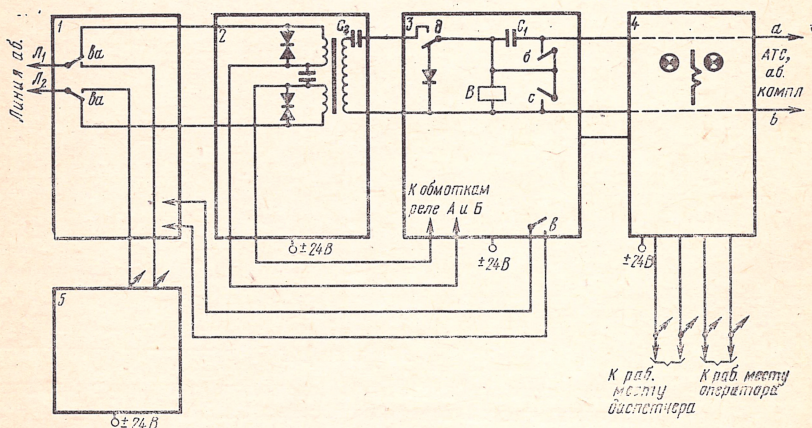 1
2
3
4
5
Линия аб.
Л₁
Л₂
ва
ва
C₂
д
C₁
б
В
с
а
АТС,
аб.
компл
b
К обмоткам
реле А и Б
в
±24В
±24В
±24В
±24В
К раб.
месту
диспетчера
К раб. месту
оператора